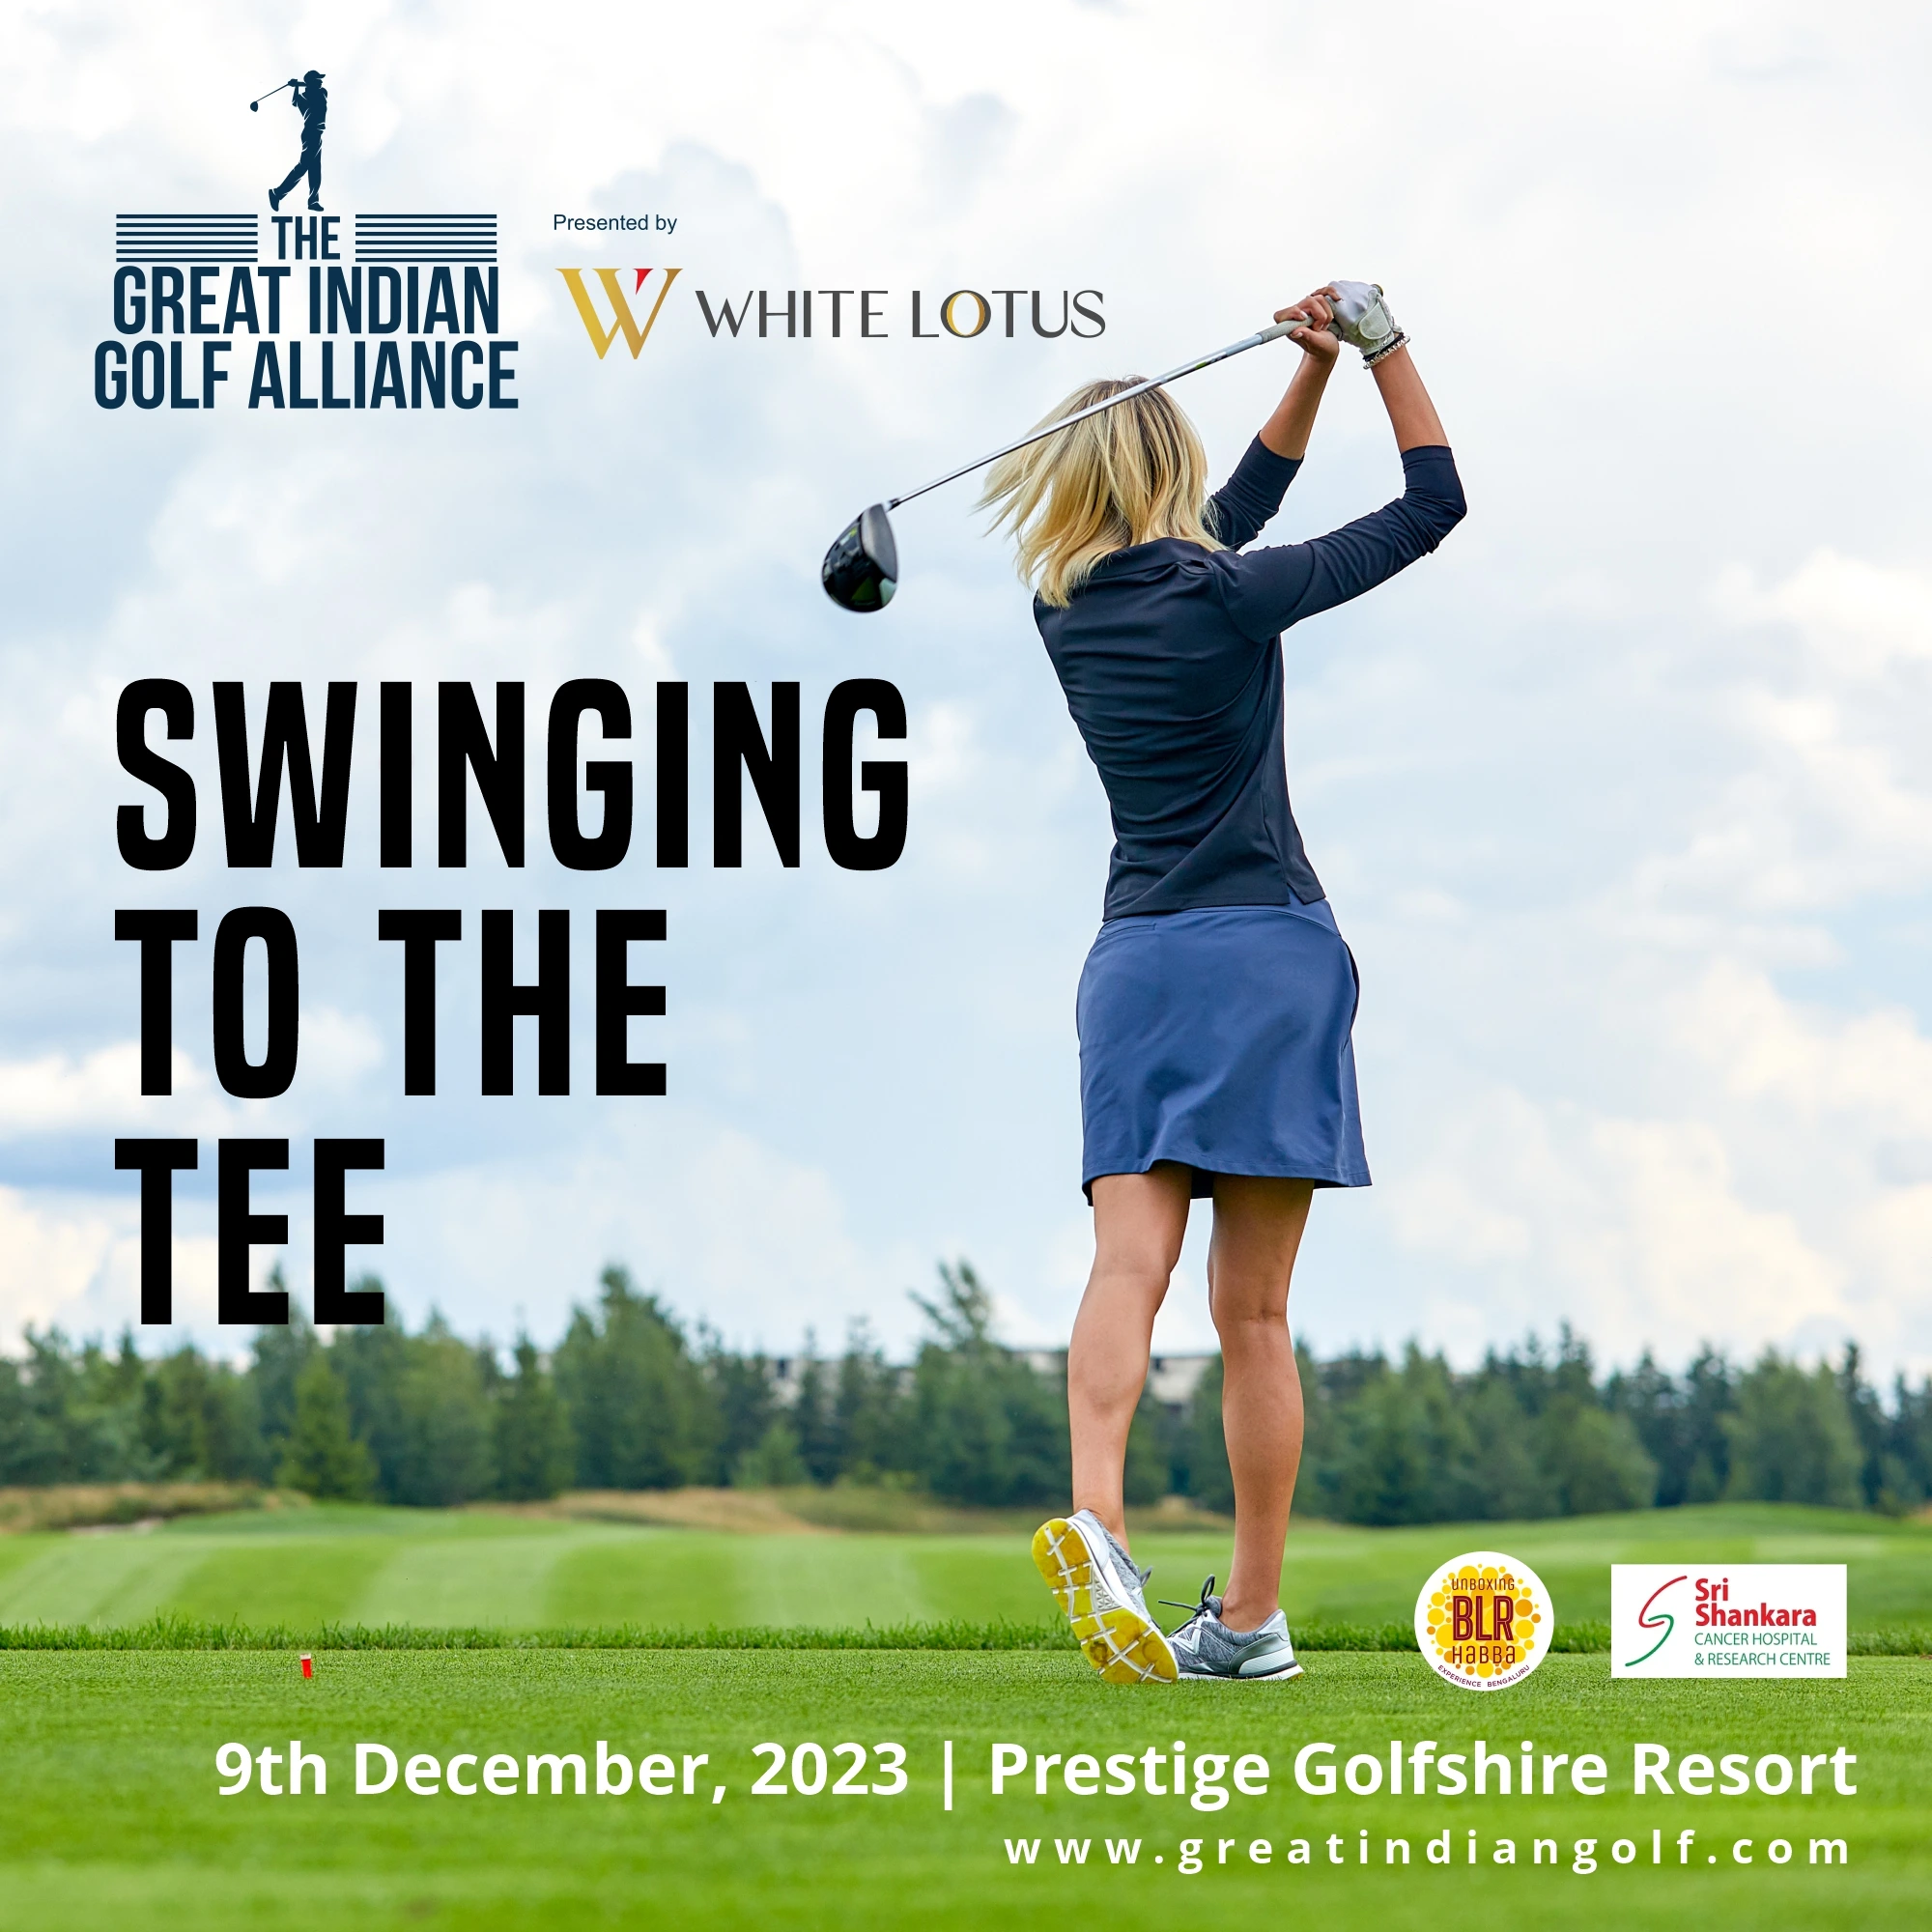 THE
GREAT INDIAN
GOLF ALLIANCE
Presented by
W WHITE LOTUS
SWINGING
TO THE
TEE
UNBOXING
BLR
HABBA
EXPERIENCE BENGALURU
Sri
Shankara
CANCER HOSPITAL
& RESEARCH CENTRE
9th December, 2023 | Prestige Golfshire Resort
www.greatindiangolf.com